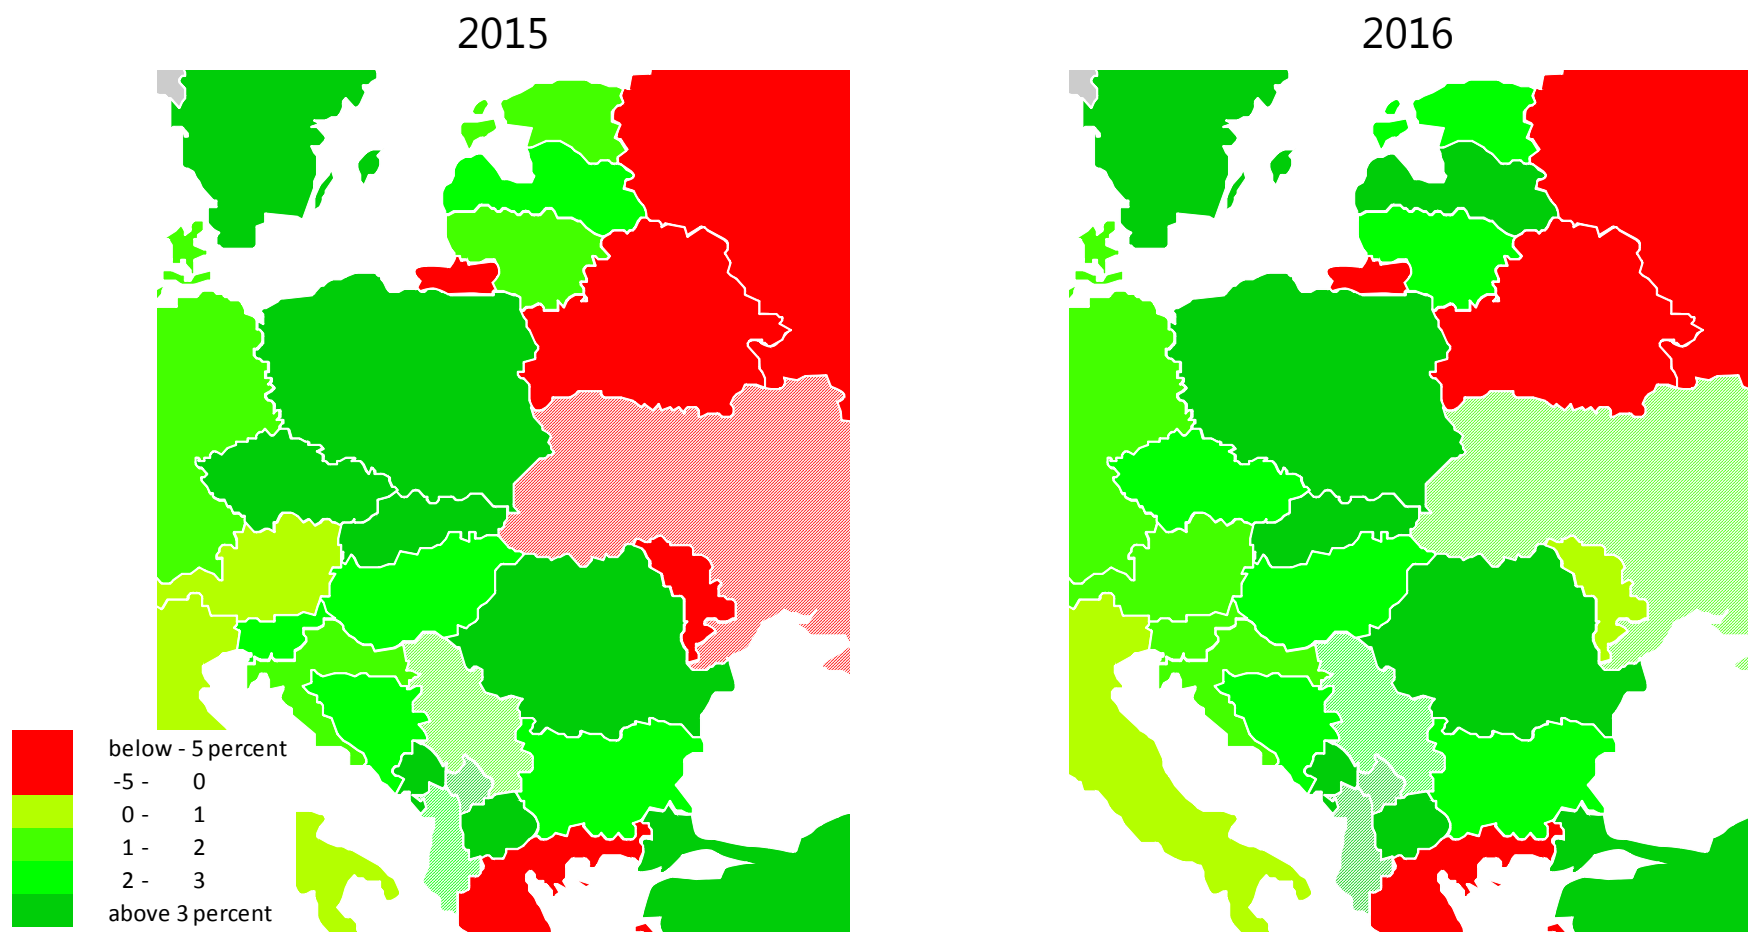 2015
2016
below - 5 percent
-5 - 0
0 - 1
1 - 2
2 - 3
above 3 percent